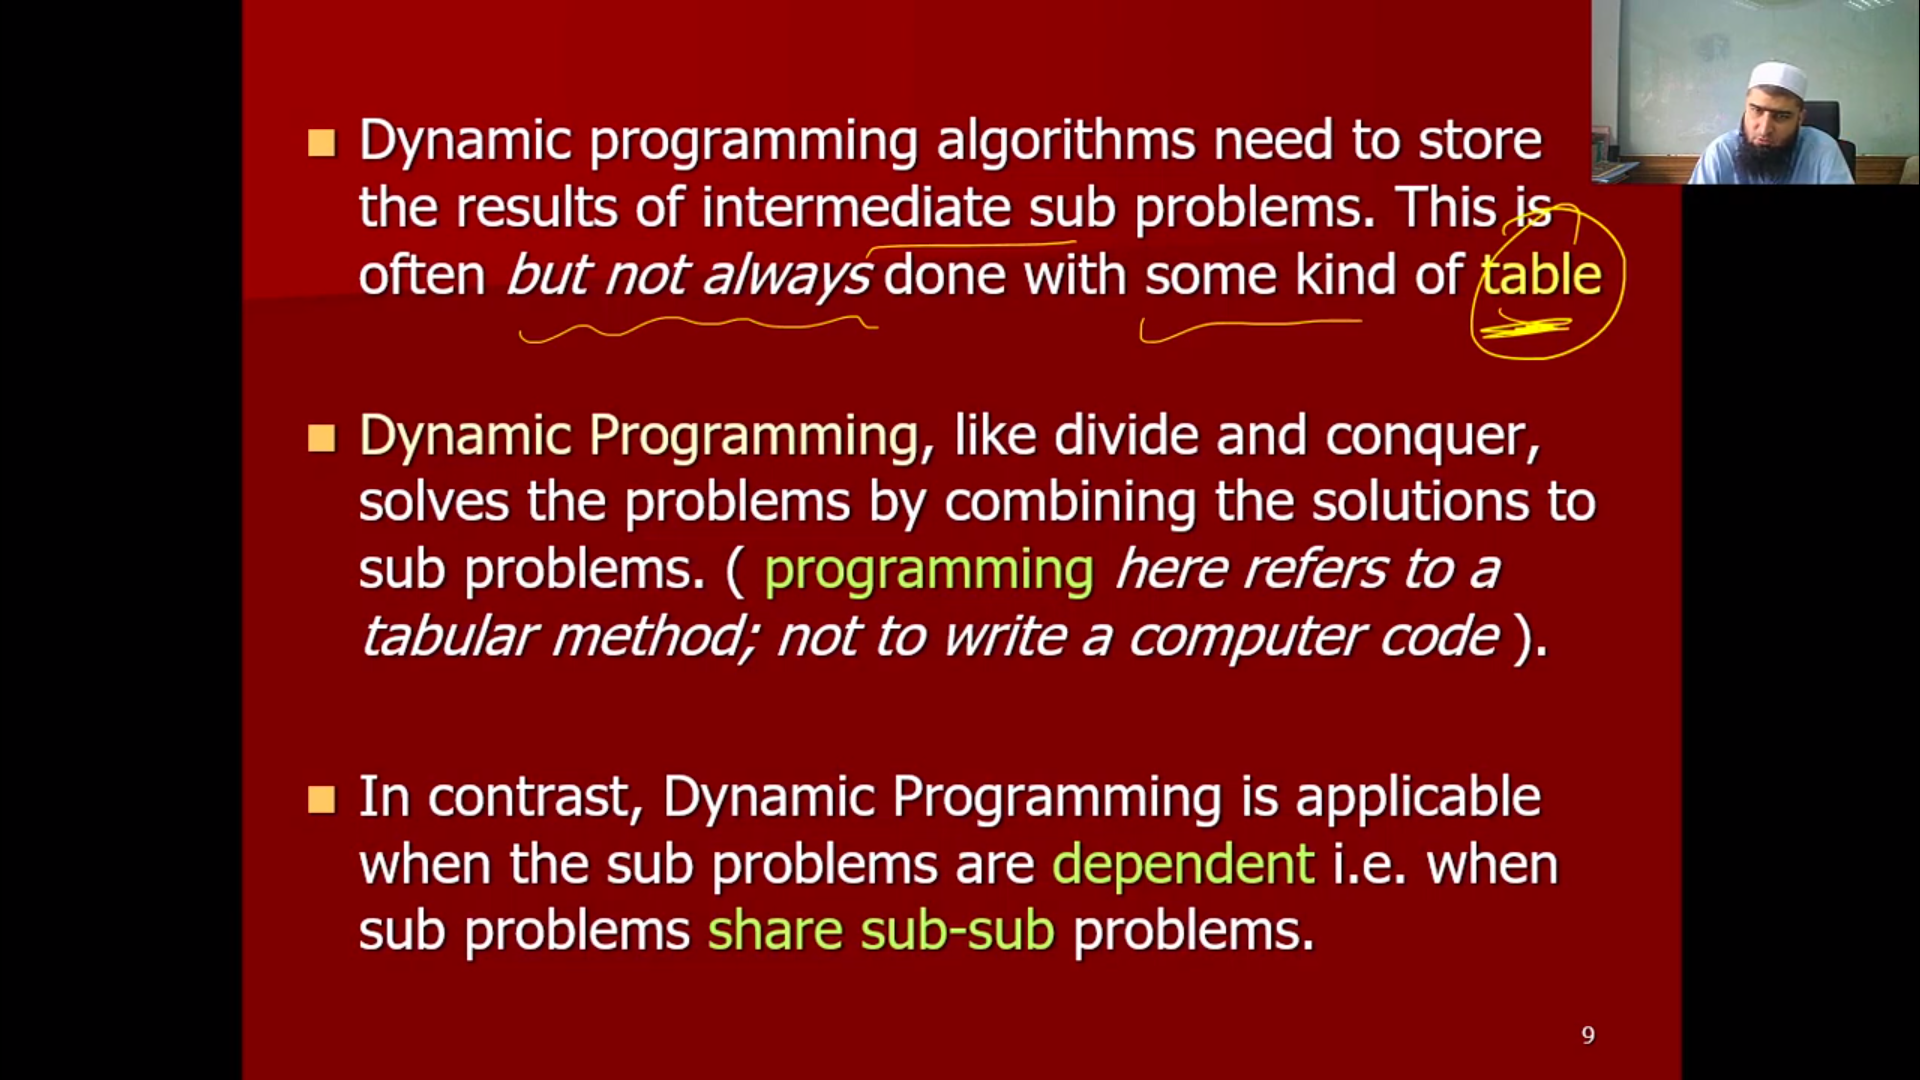 Dynamic programming algorithms need to store
the results of intermediate sub problems. This is
often but not always done with some kind of table
Dynamic Programming, like divide and conquer,
solves the problems by combining the solutions to
sub problems. ( programming here refers to a
tabular method; not to write a computer code ).
In contrast, Dynamic Programming is applicable
when the sub problems are dependent i.e. when
sub problems share sub-sub problems.
9